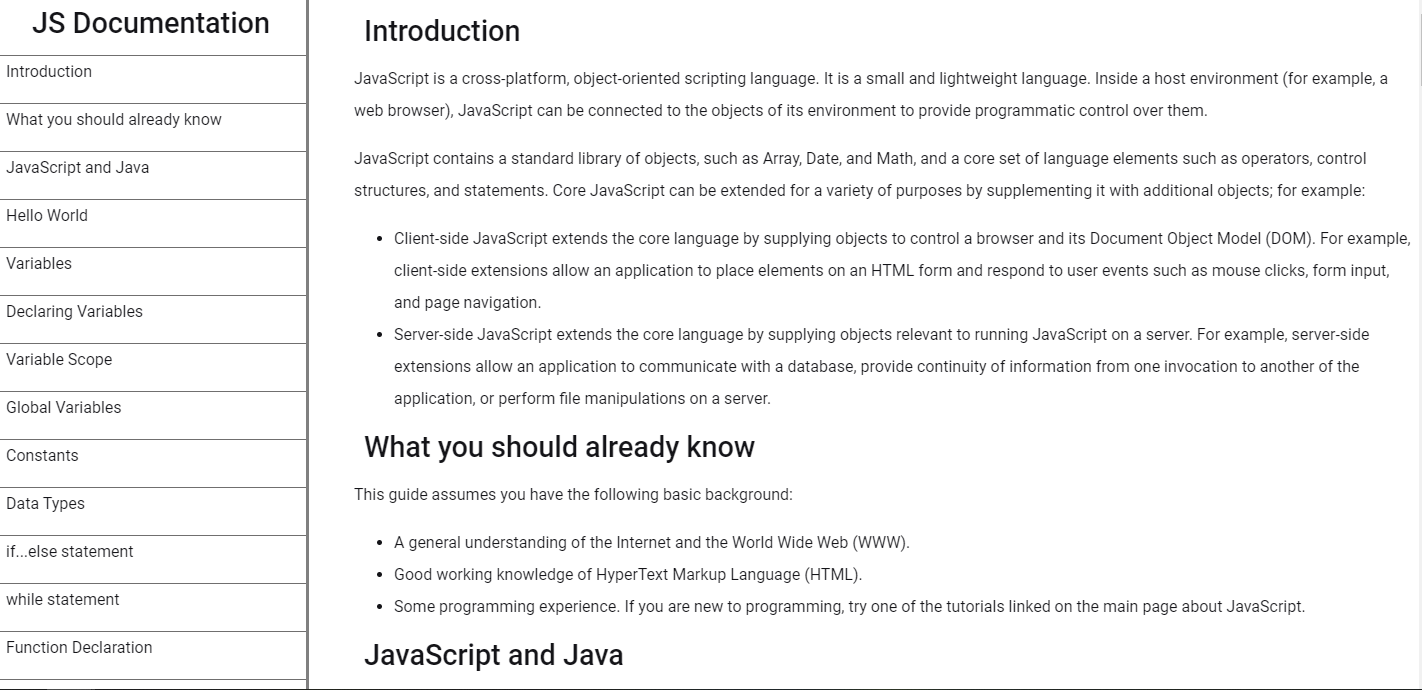 JS Documentation
Introduction
What you should already know
JavaScript and Java
Hello World
Variables
Declaring Variables
Variable Scope
Global Variables
Constants
Data Types
if...else statement
while statement
Function Declaration
Introduction
JavaScript is a cross-platform, object-oriented scripting language. It is a small and lightweight language. Inside a host environment (for example, a
web browser), JavaScript can be connected to the objects of its environment to provide programmatic control over them.
JavaScript contains a standard library of objects, such as Array, Date, and Math, and a core set of language elements such as operators, control
structures, and statements. Core JavaScript can be extended for a variety of purposes by supplementing it with additional objects; for example:
• Client-side JavaScript extends the core language by supplying objects to control a browser and its Document Object Model (DOM). For example,
client-side extensions allow an application to place elements on an HTML form and respond to user events such as mouse clicks, form input,
and page navigation.
• Server-side JavaScript extends the core language by supplying objects relevant to running JavaScript on a server. For example, server-side
extensions allow an application to communicate with a database, provide continuity of information from one invocation to another of the
application, or perform file manipulations on a server.
What you should already know
This guide assumes you have the following basic background:
• A general understanding of the Internet and the World Wide Web (WWW).
• Good working knowledge of HyperText Markup Language (HTML).
• Some programming experience. If you are new to programming, try one of the tutorials linked on the main page about JavaScript.
JavaScript and Java